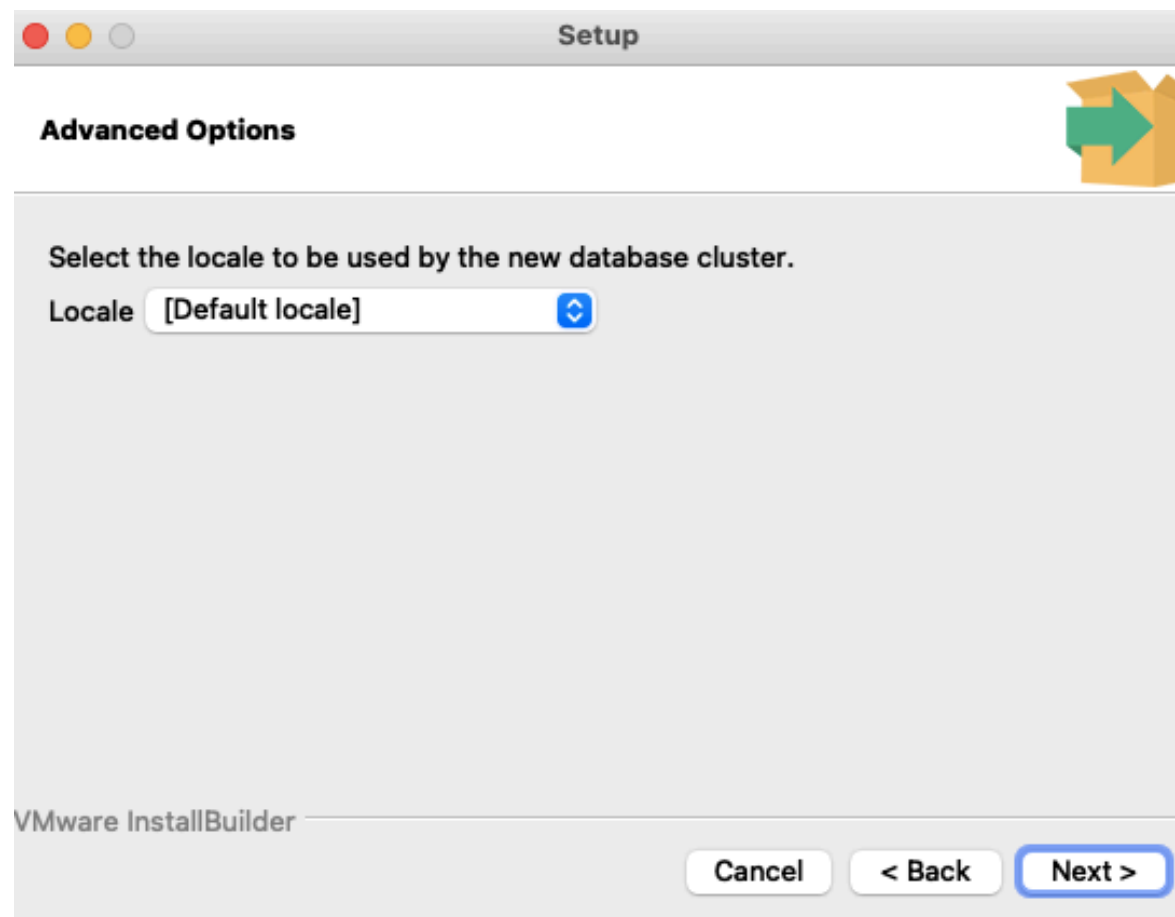 Setup
Advanced Options
Select the locale to be used by the new database cluster.
Locale [Default locale]
VMware InstallBuilder
Cancel < Back Next >